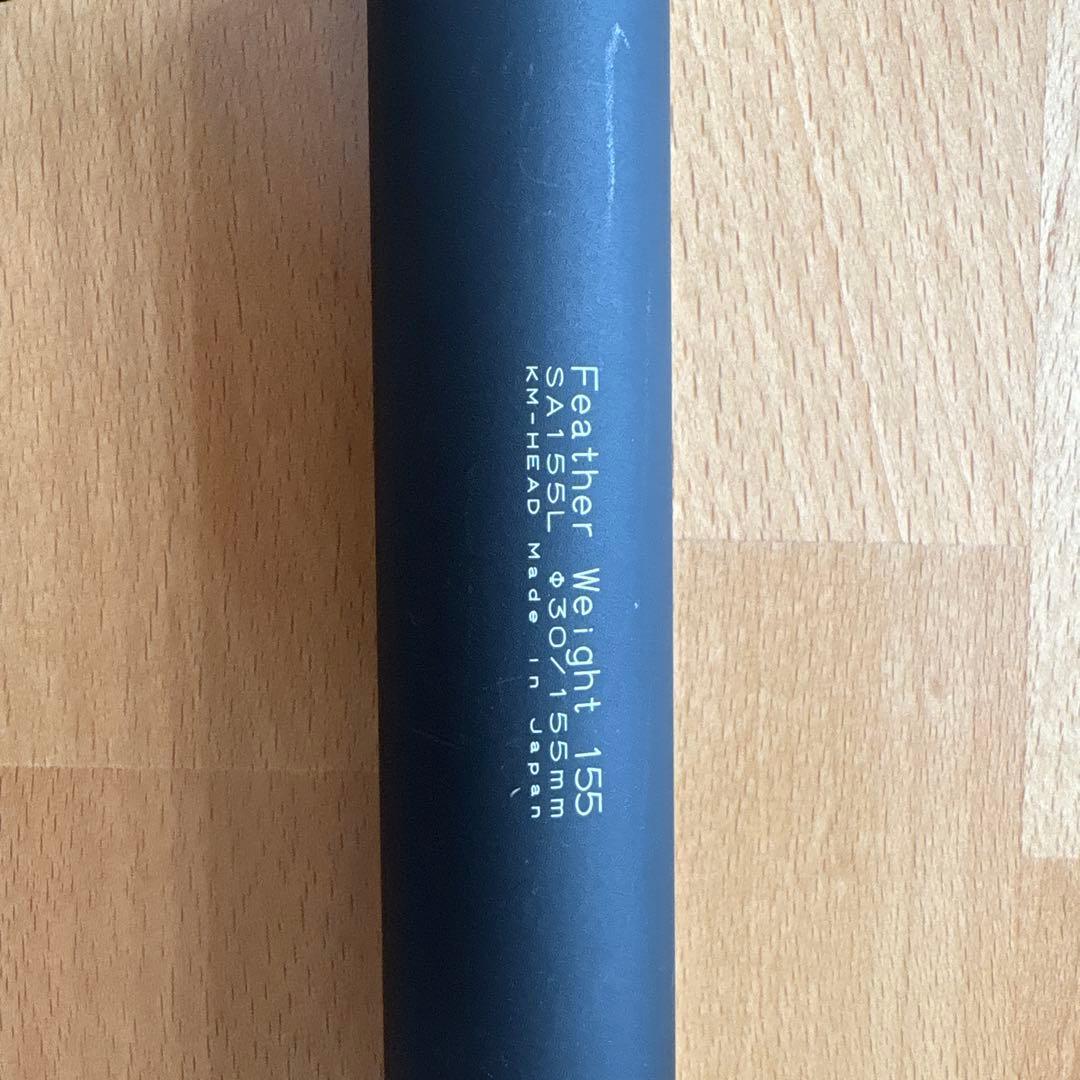 Feather Weight 155
SA155L Φ30/155mm
KM-HEAD Made in Japan